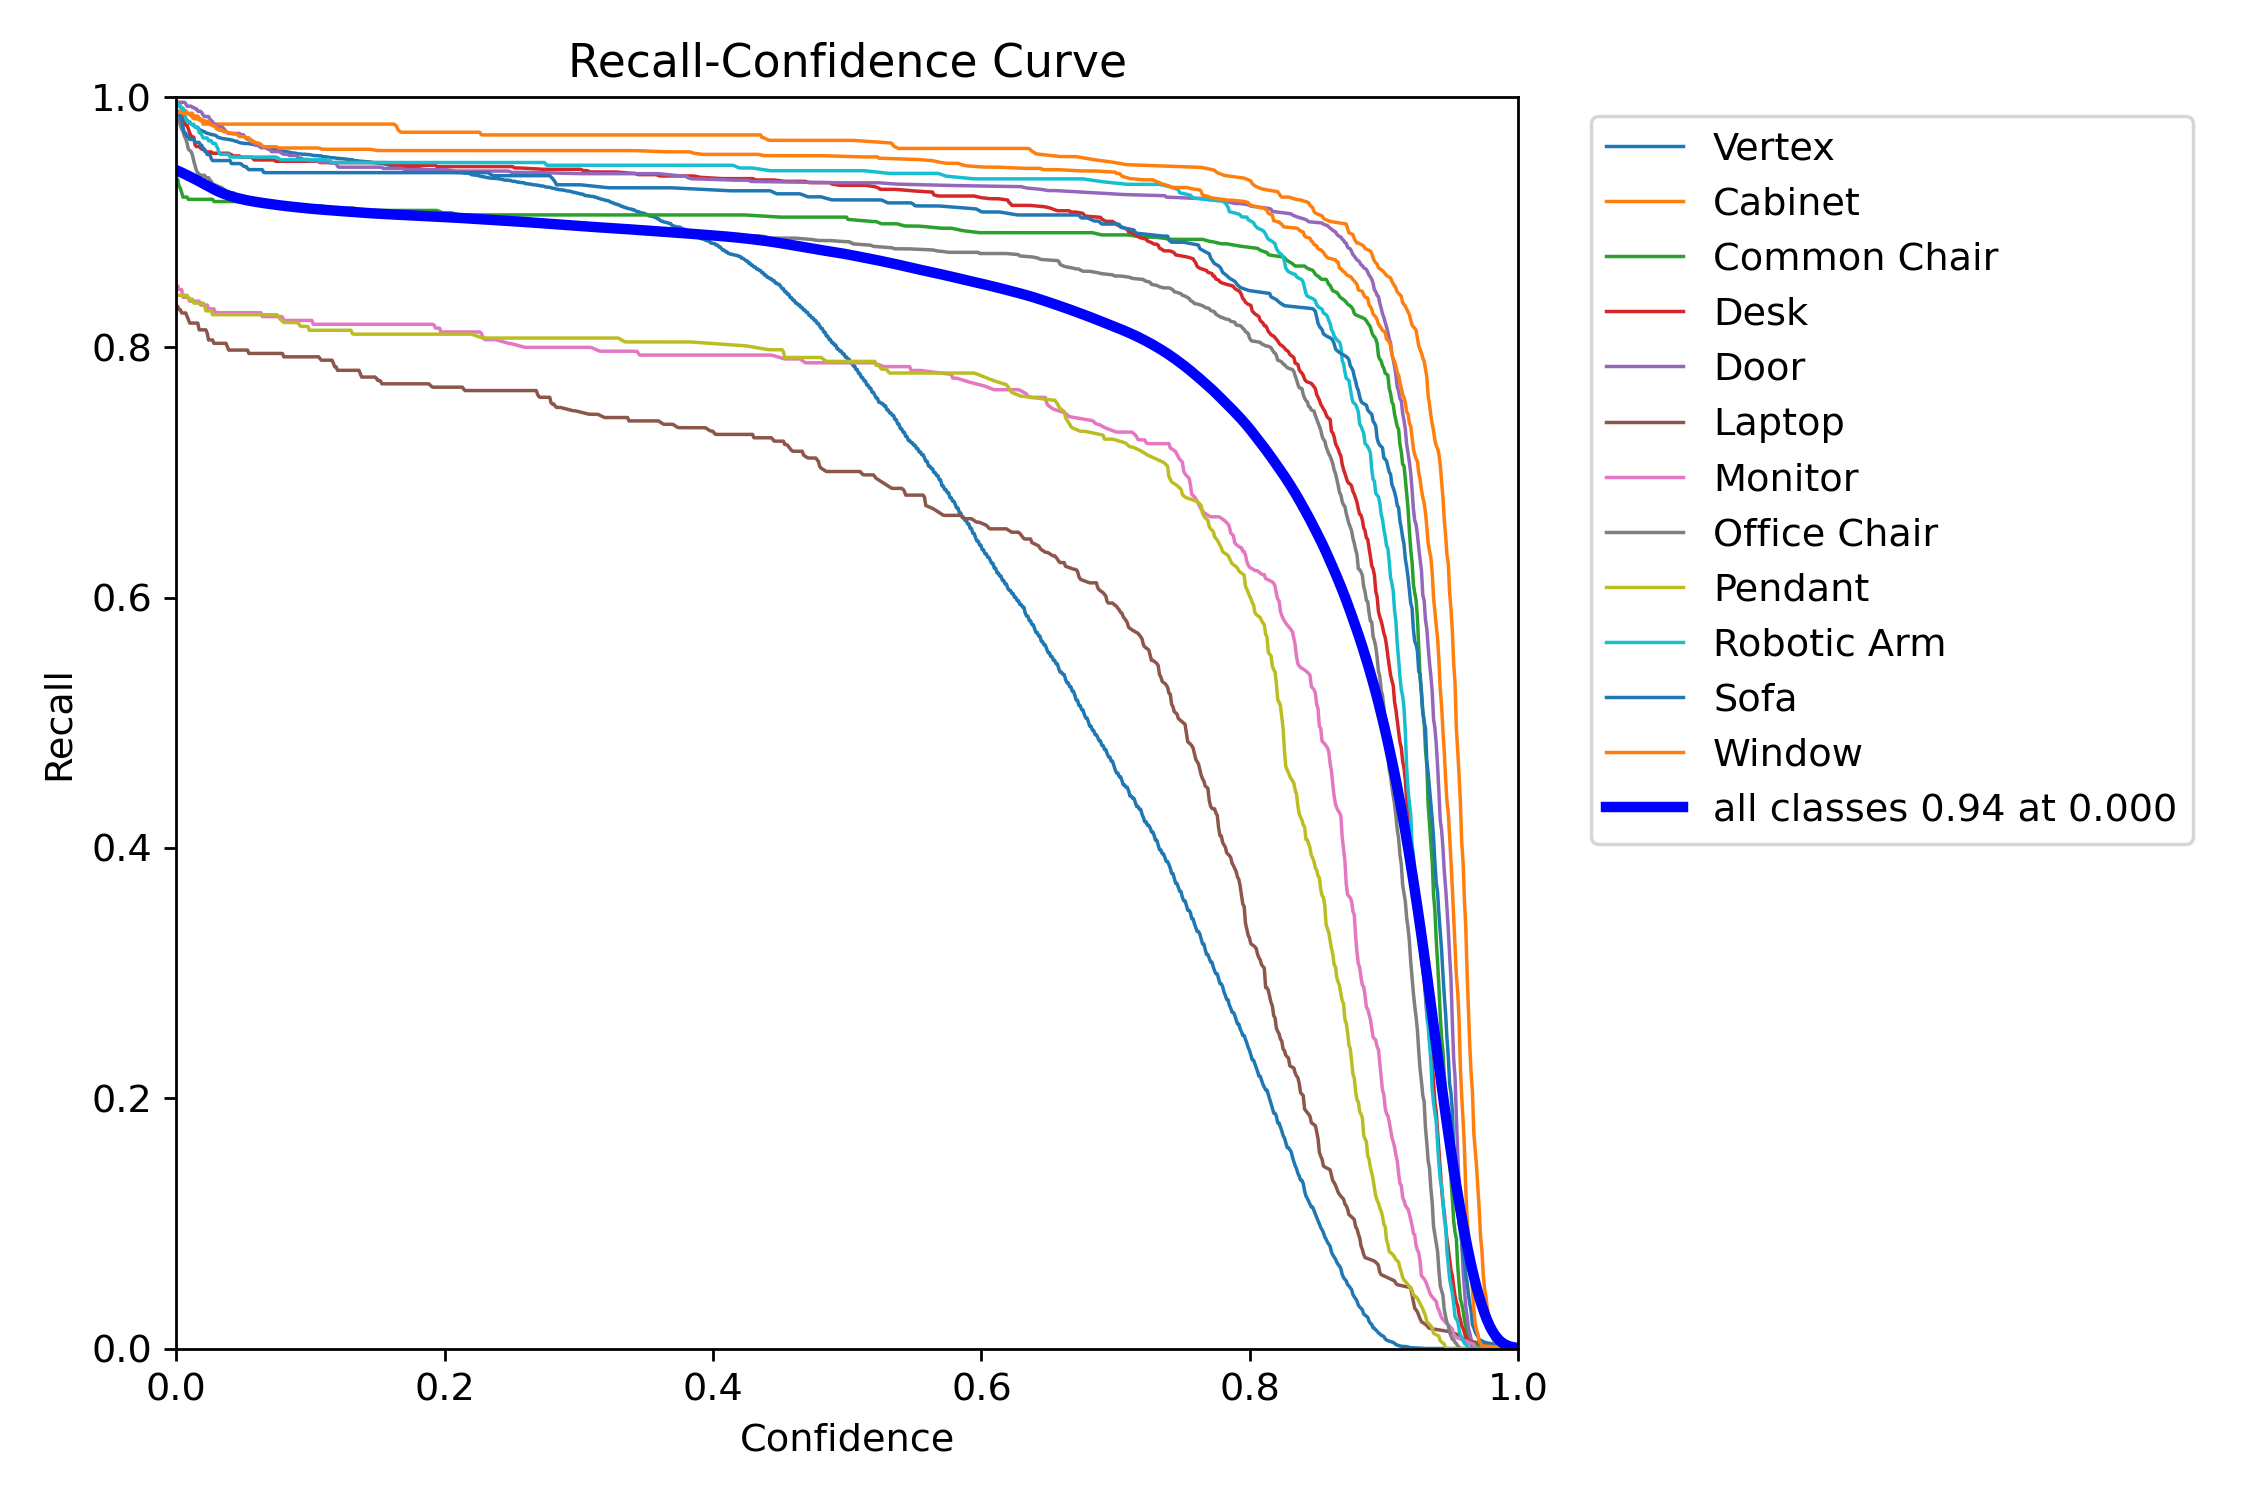 Recall-Confidence Curve
1.0
0.8
0.6
0.4
0.2
0.0
Recall
0.0 0.2 0.4 0.6 0.8 1.0
Confidence
Vertex
Cabinet
Common Chair
Desk
Door
Laptop
Monitor
Office Chair
Pendant
Robotic Arm
Sofa
Window
all classes 0.94 at 0.000